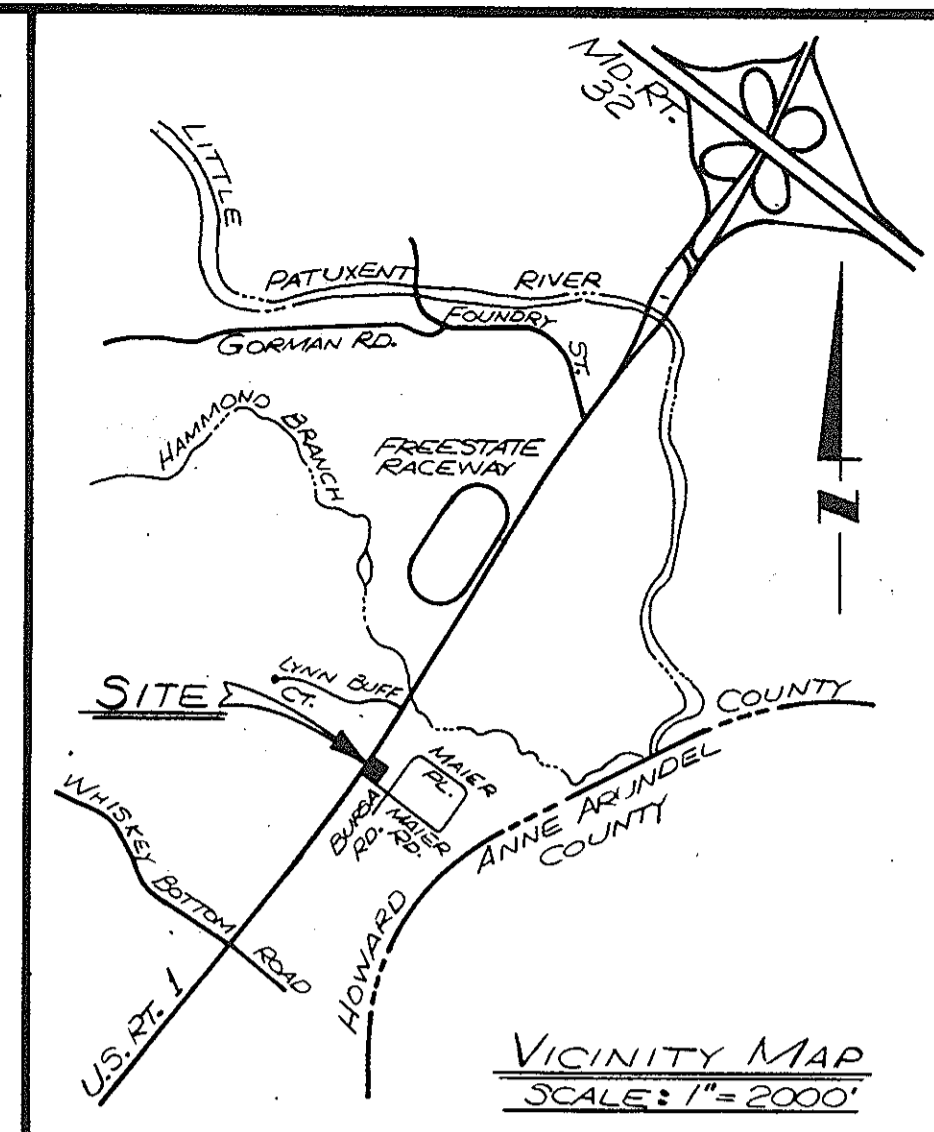 MD. RT.
32
LITTLE
PATUXENT RIVER
FOUNDRY
ST.
GORMAN RD.
HAMMOND BRANCH
FREESTATE
RACEWAY
N
LYNN BUFF
CT.
SITE
MAIER
PL.
COUNTY
ANNE ARUNDEL
COUNTY
BURSA
RD.
MAIER
RD.
WHISKEY BOTTOM ROAD
HOWARD
U.S. RT. 1
VICINITY MAP
SCALE: 1"=2000'